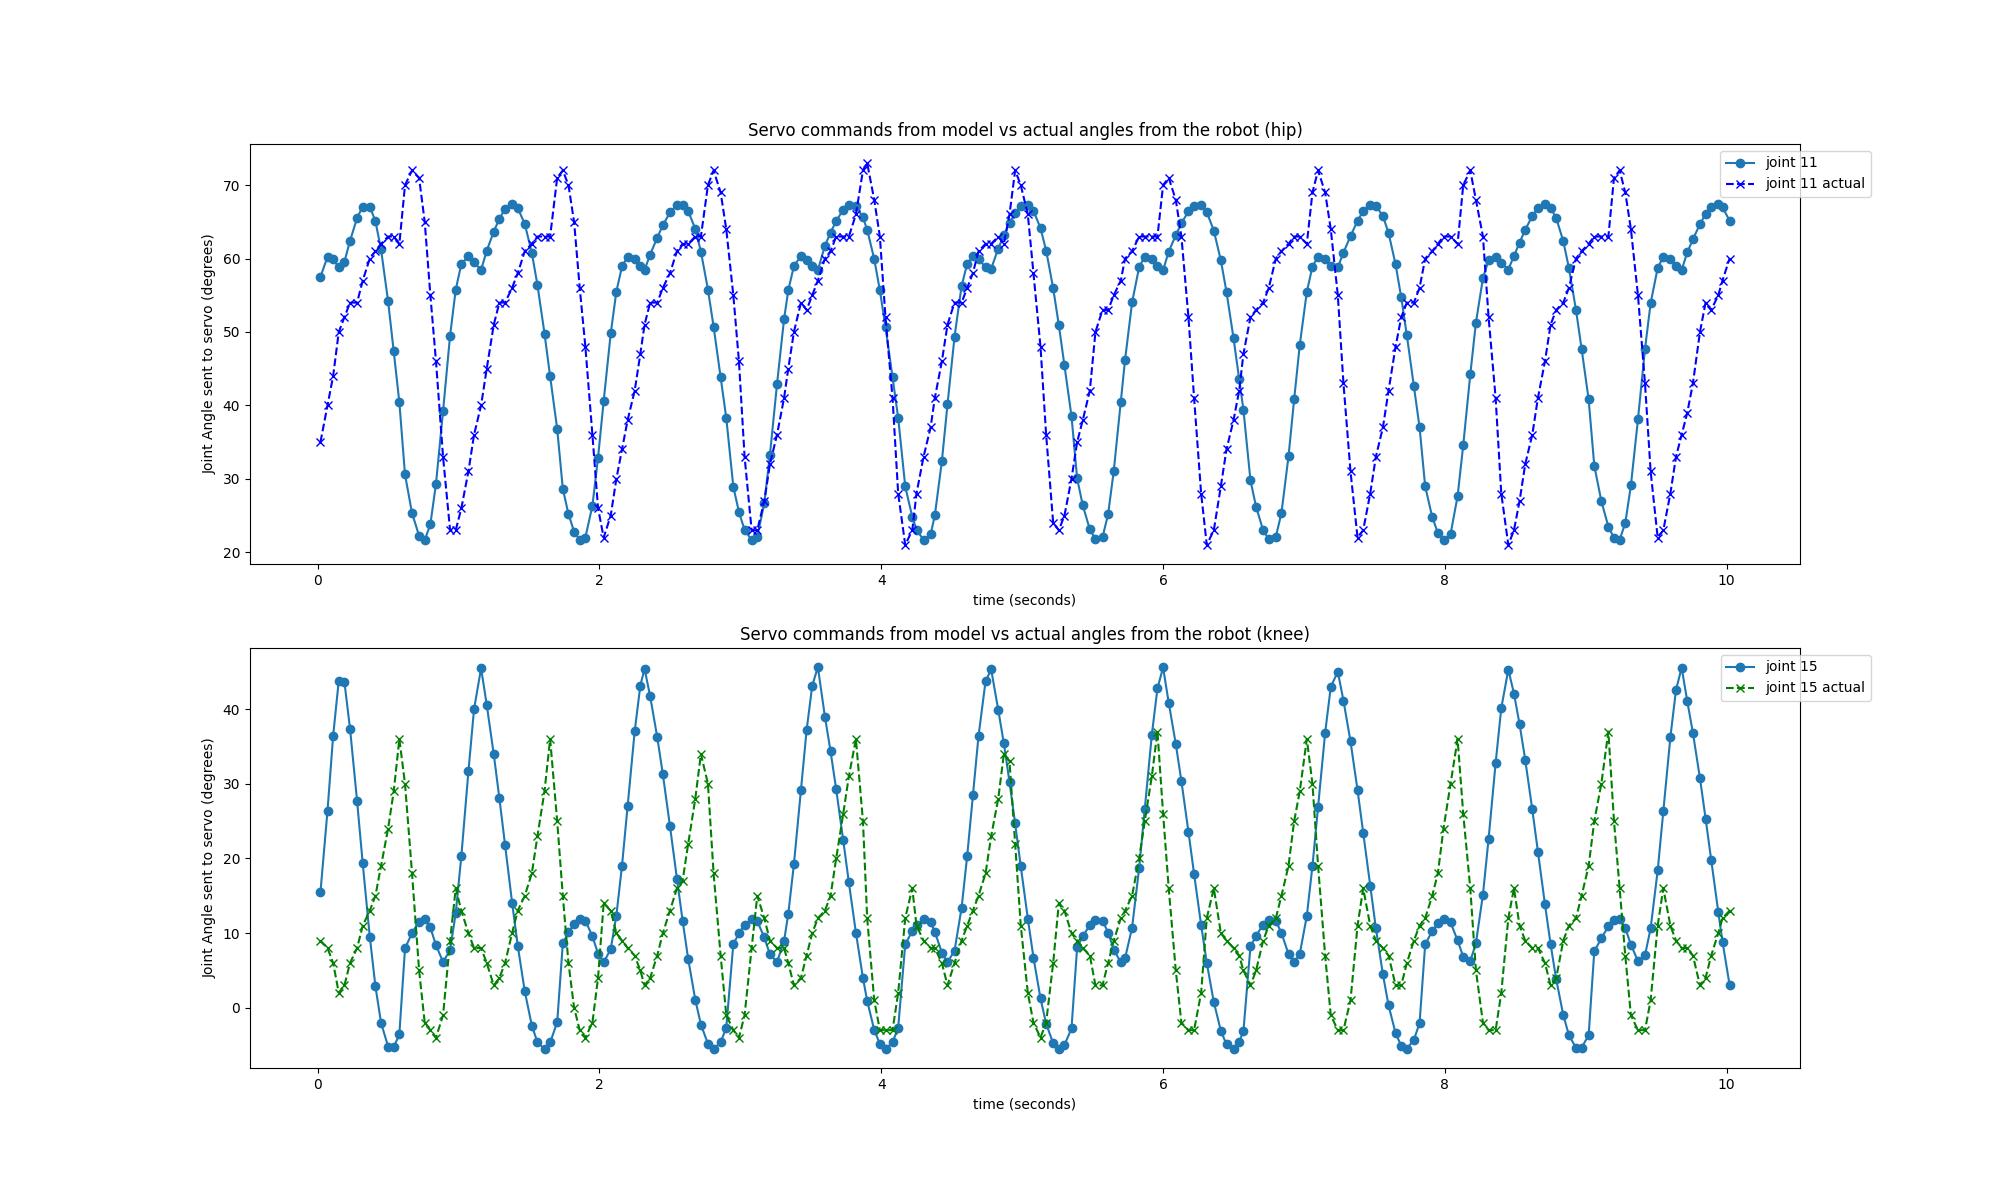 Servo commands from model vs actual angles from the robot (hip)
joint 11
joint 11 actual
Joint Angle sent to servo (degrees)
70
60
50
40
30
20
0 2 4 6 8 10
time (seconds)
Servo commands from model vs actual angles from the robot (knee)
joint 15
joint 15 actual
Joint Angle sent to servo (degrees)
40
30
20
10
0
0 2 4 6 8 10
time (seconds)